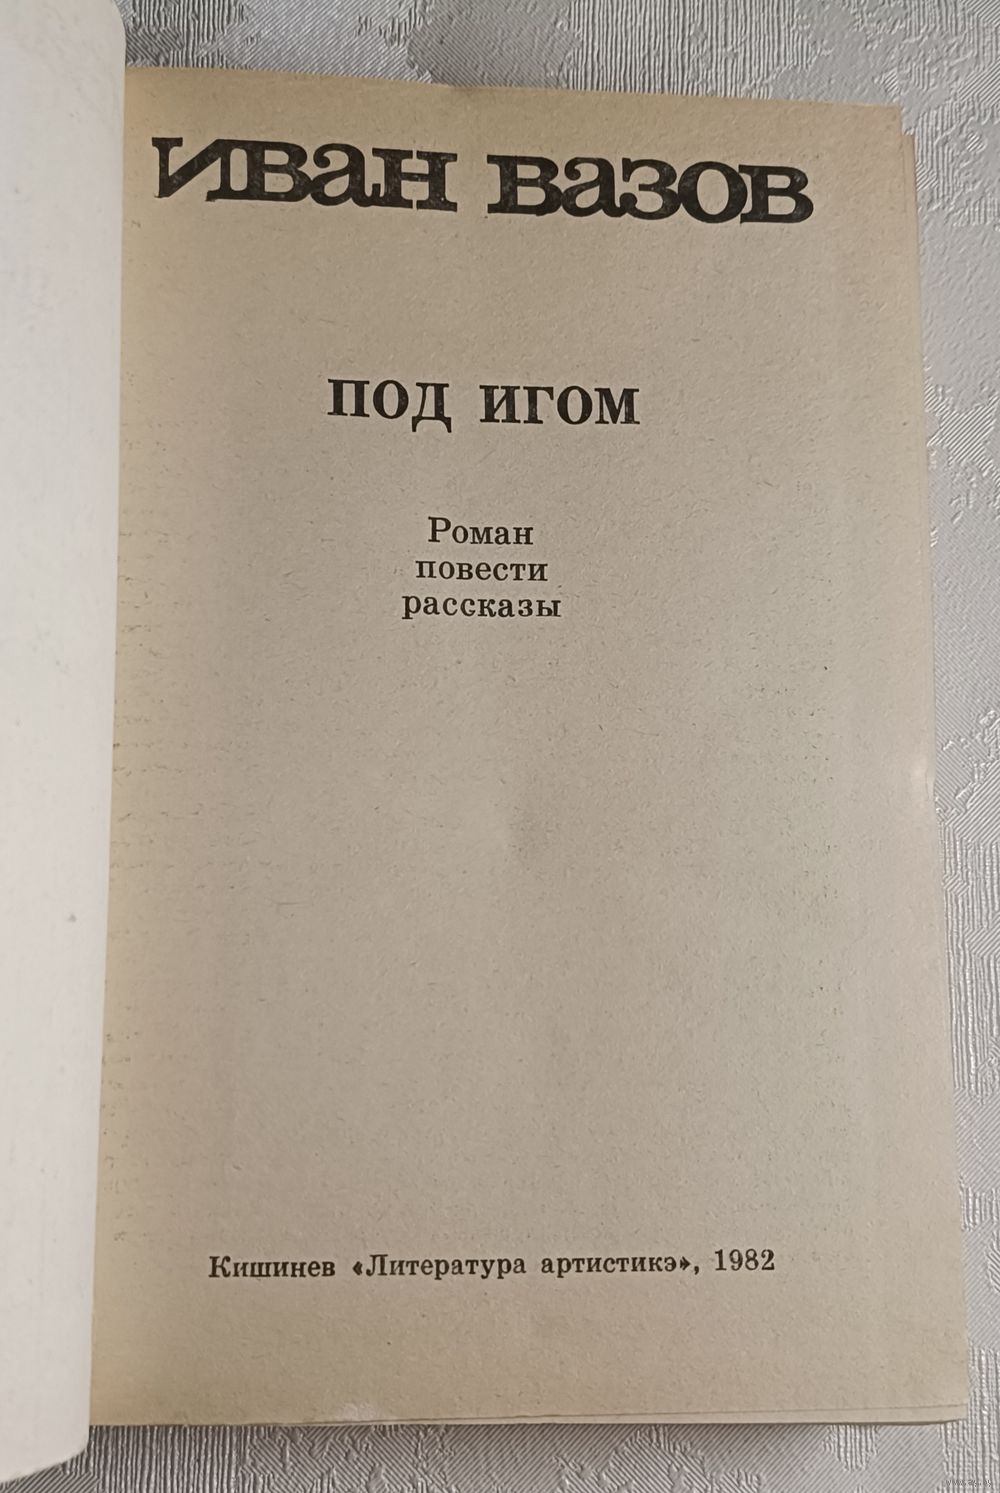 Иван Вазов
ПОД ИГОМ
Роман
повести
рассказы
Кишинев «Литература артистикэ», 1982